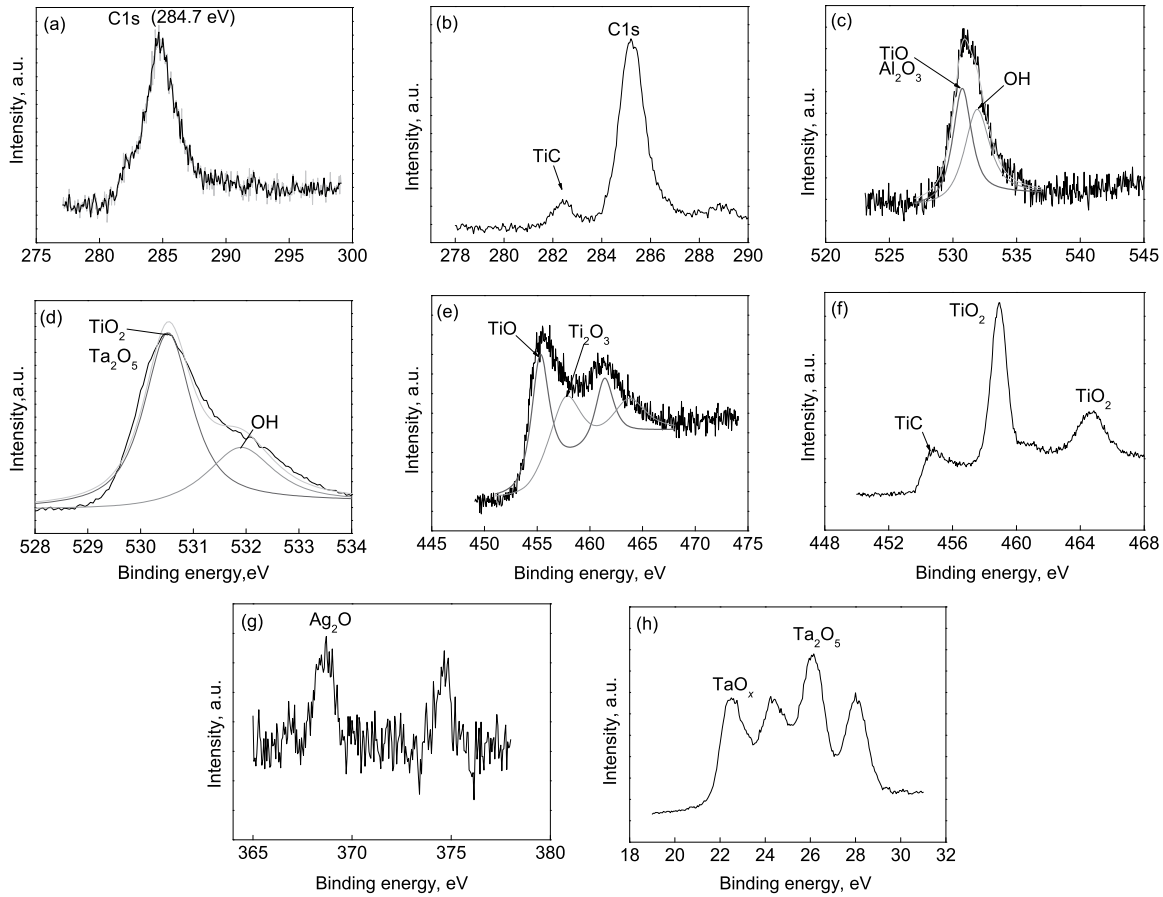 (a)
C1s (284.7 eV)
Intensity, a.u.
275 280 285 290 295 300
(b)
C1s
TiC
Intensity, a.u.
278 280 282 284 286 288 290
(c)
TiO
Al₂O₃
OH
Intensity, a.u.
520 525 530 535 540 545
(d)
TiO₂
Ta₂O₅
OH
Intensity,a.u.
528 529 530 531 532 533 534
Binding energy,eV
(e)
TiO
Ti₂O₃
Intensity, a.u.
445 450 455 460 465 470 475
Binding energy, eV
(f)
TiO₂
TiC
TiO₂
Intensity, a.u.
448 452 456 460 464 468
Binding energy, eV
(g)
Ag₂O
Intensity, a.u.
365 370 375 380
Binding energy, eV
(h)
Ta₂O₅
TaOₓ
Intensity, a.u.
18 20 22 24 26 28 30 32
Binding energy, eV